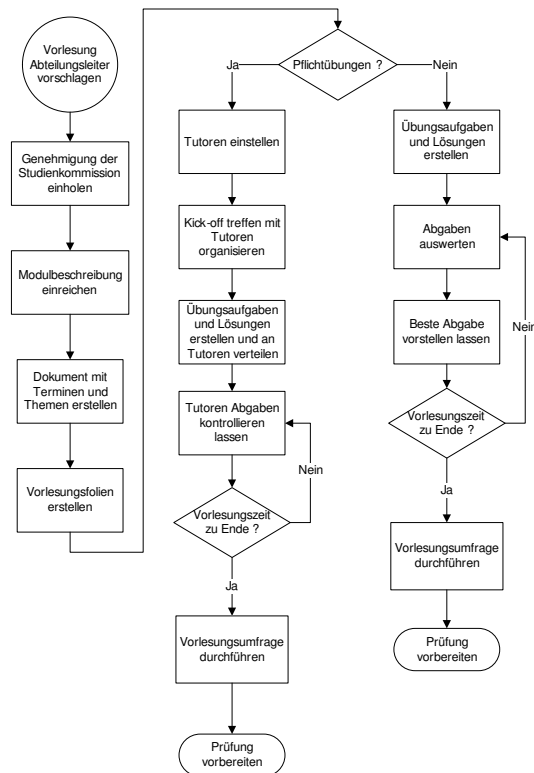 Vorlesung
Abteilungsleiter
vorschlagen
Genehmigung der
Studienkommission
einholen
Modulbeschreibung
einreichen
Dokument mit
Terminen und
Themen erstellen
Vorlesungsfolien
erstellen
Pflichtübungen ?
Ja
Nein
Tutoren einstellen
Kick-off treffen mit
Tutoren
organisieren
Übungsaufgaben
und Lösungen
erstellen und an
Tutoren verteilen
Tutoren Abgaben
kontrollieren
lassen
Nein
Vorlesungszeit
zu Ende ?
Ja
Vorlesungsumfrage
durchführen
Prüfung
vorbereiten
Übungsaufgaben
und Lösungen
erstellen
Abgaben
auswerten
Beste Abgabe
vorstellen lassen
Nein
Vorlesungszeit
zu Ende ?
Ja
Vorlesungsumfrage
durchführen
Prüfung
vorbereiten